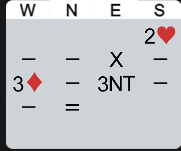 W N E S
2♥
– – X –
3♦ – 3NT –
– =